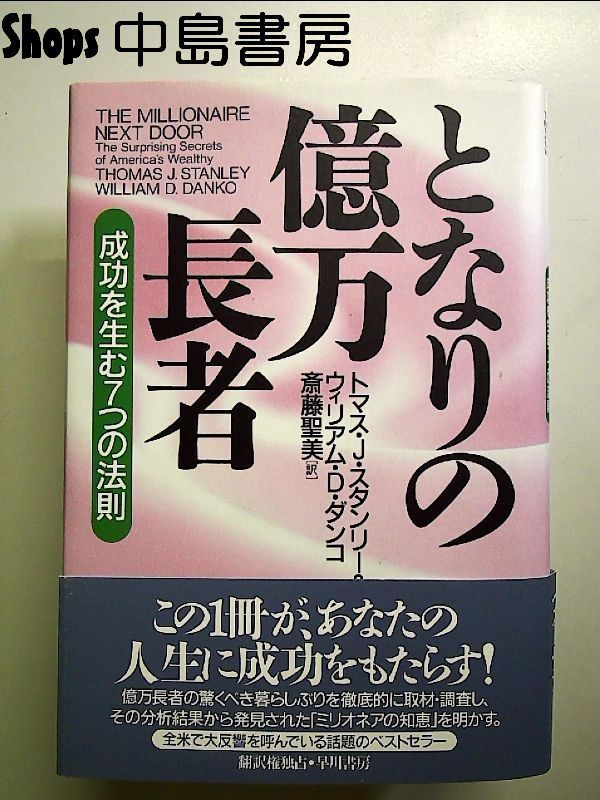 Shops 中島書房
THE MILLIONAIRE
NEXT DOOR
The Surprising Secrets
of America's Wealthy
THOMAS J. STANLEY
WILLIAM D. DANKO
となりの
億万
長者
成功を生む7つの法則
トマス・J・スタンリー&
ウィリアム・D・ダンコ
斎藤聖美[訳]
この1冊が、あなたの
人生に成功をもたらす!
億万長者の驚くべき暮らしぶりを徹底的に取材・調査し、
その分析結果から発見された「ミリオネアの知恵」を明かす。
全米で大反響を呼んでいる話題のベストセラー
翻訳権独占・早川書房